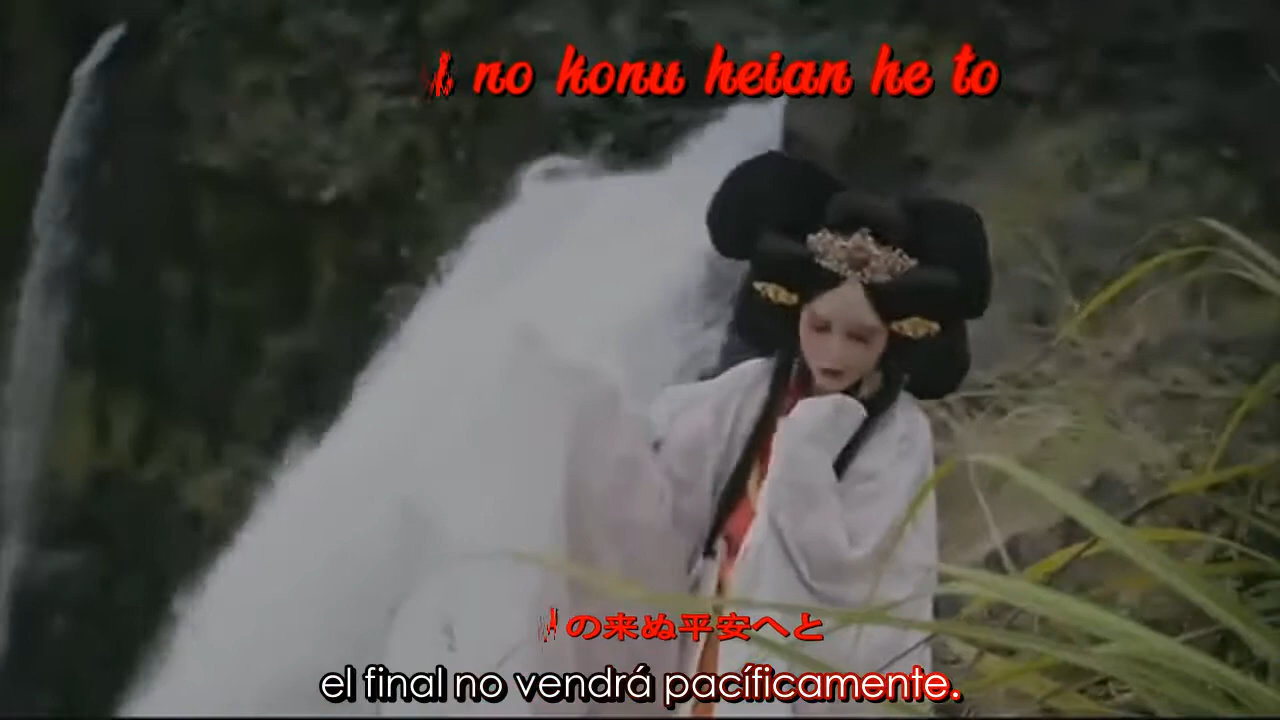 no konu heian he to
の来ぬ平安へと
el final no vendrá pacíficamente.